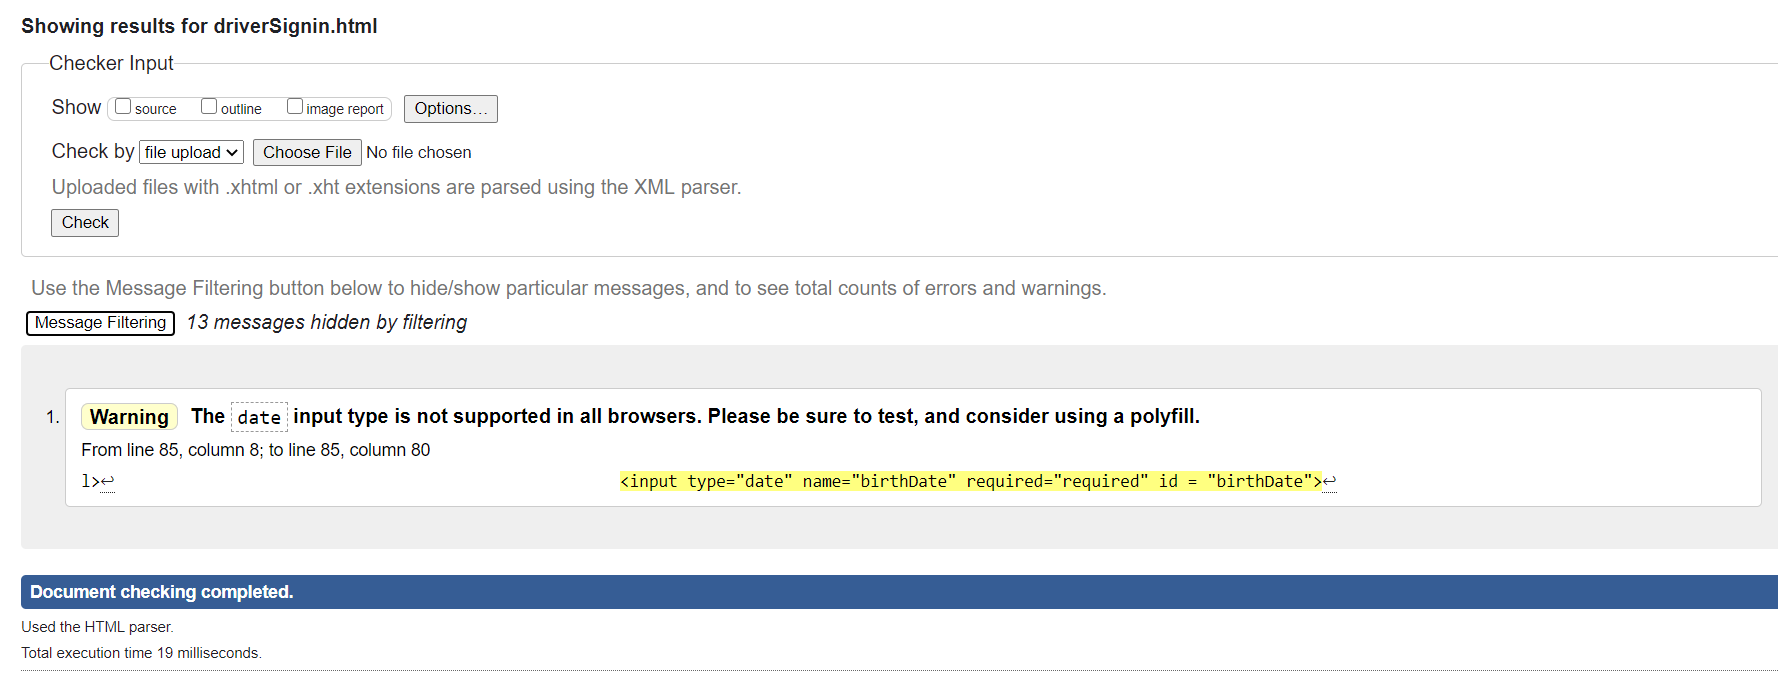 Showing results for driverSignin.html
Checker Input
Show source outline image report Options...
Check by file upload Choose File No file chosen
Uploaded files with .xhtml or .xht extensions are parsed using the XML parser.
Check
Use the Message Filtering button below to hide/show particular messages, and to see total counts of errors and warnings.
Message Filtering 13 messages hidden by filtering
1. Warning The date input type is not supported in all browsers. Please be sure to test, and consider using a polyfill.
From line 85, column 8; to line 85, column 80
l>↩ <input type="date" name="birthDate" required="required" id = "birthDate">↩
Document checking completed.
Used the HTML parser.
Total execution time 19 milliseconds.